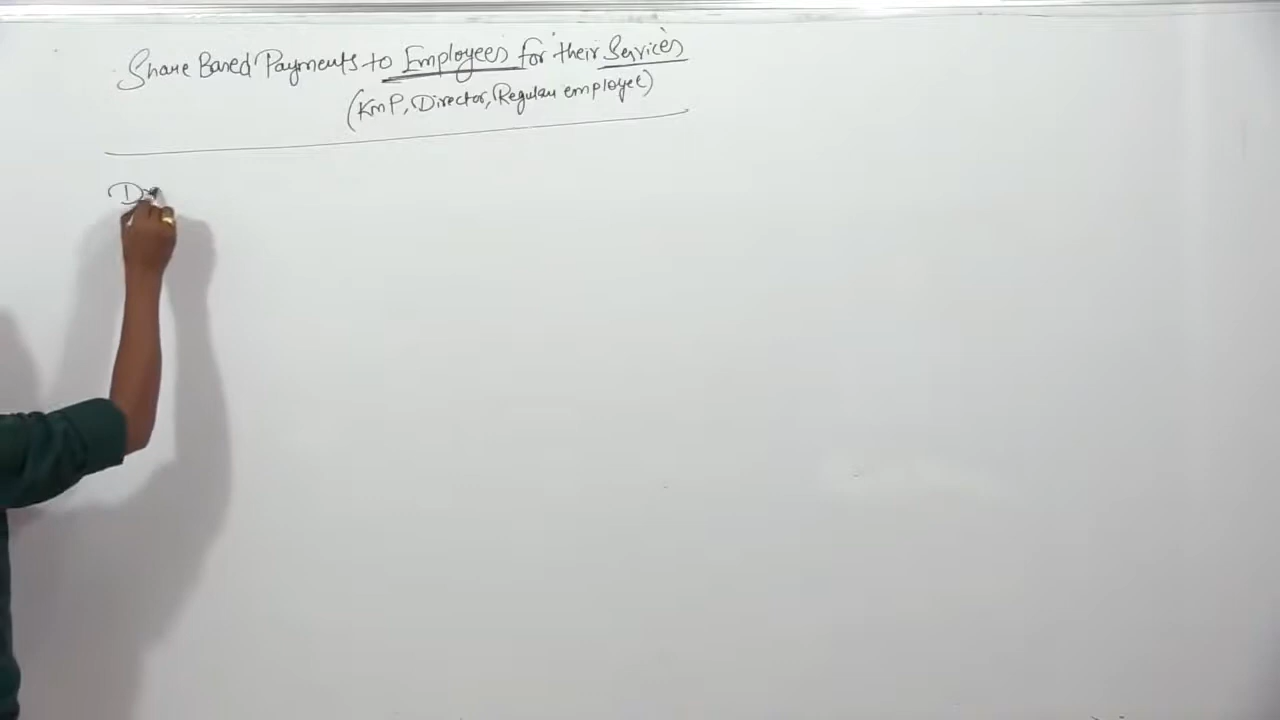 Share Based Payments to Employees for their Services
(KMP, Director, Regular employee)